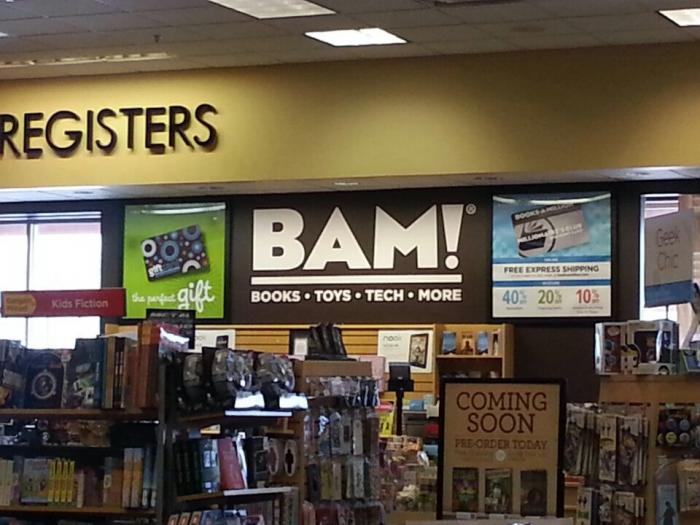 REGISTERS
BAM!®
BOOKS • TOYS • TECH • MORE
the perfect gift
gift
BOOKS-A-MILLION
MILLIONAIRE'S CLUB
FREE EXPRESS SHIPPING
40% 20% 10%
Kids Fiction
Geek
Chic
nook
COMING
SOON
PRE-ORDER TODAY